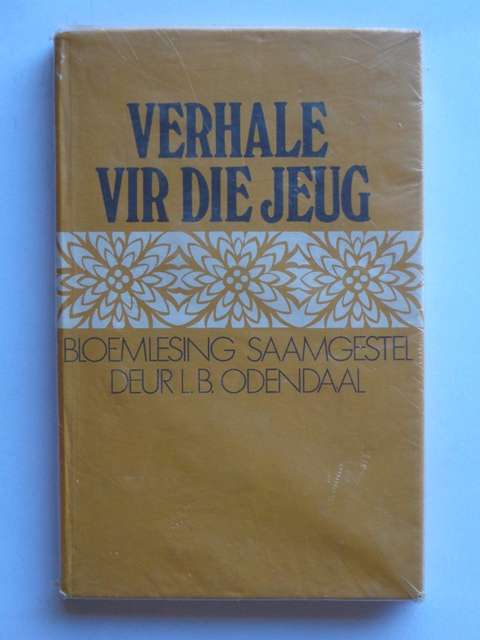 VERHALE
VIR DIE JEUG
BLOEMLESING SAAMGESTEL
DEUR L.B. ODENDAAL